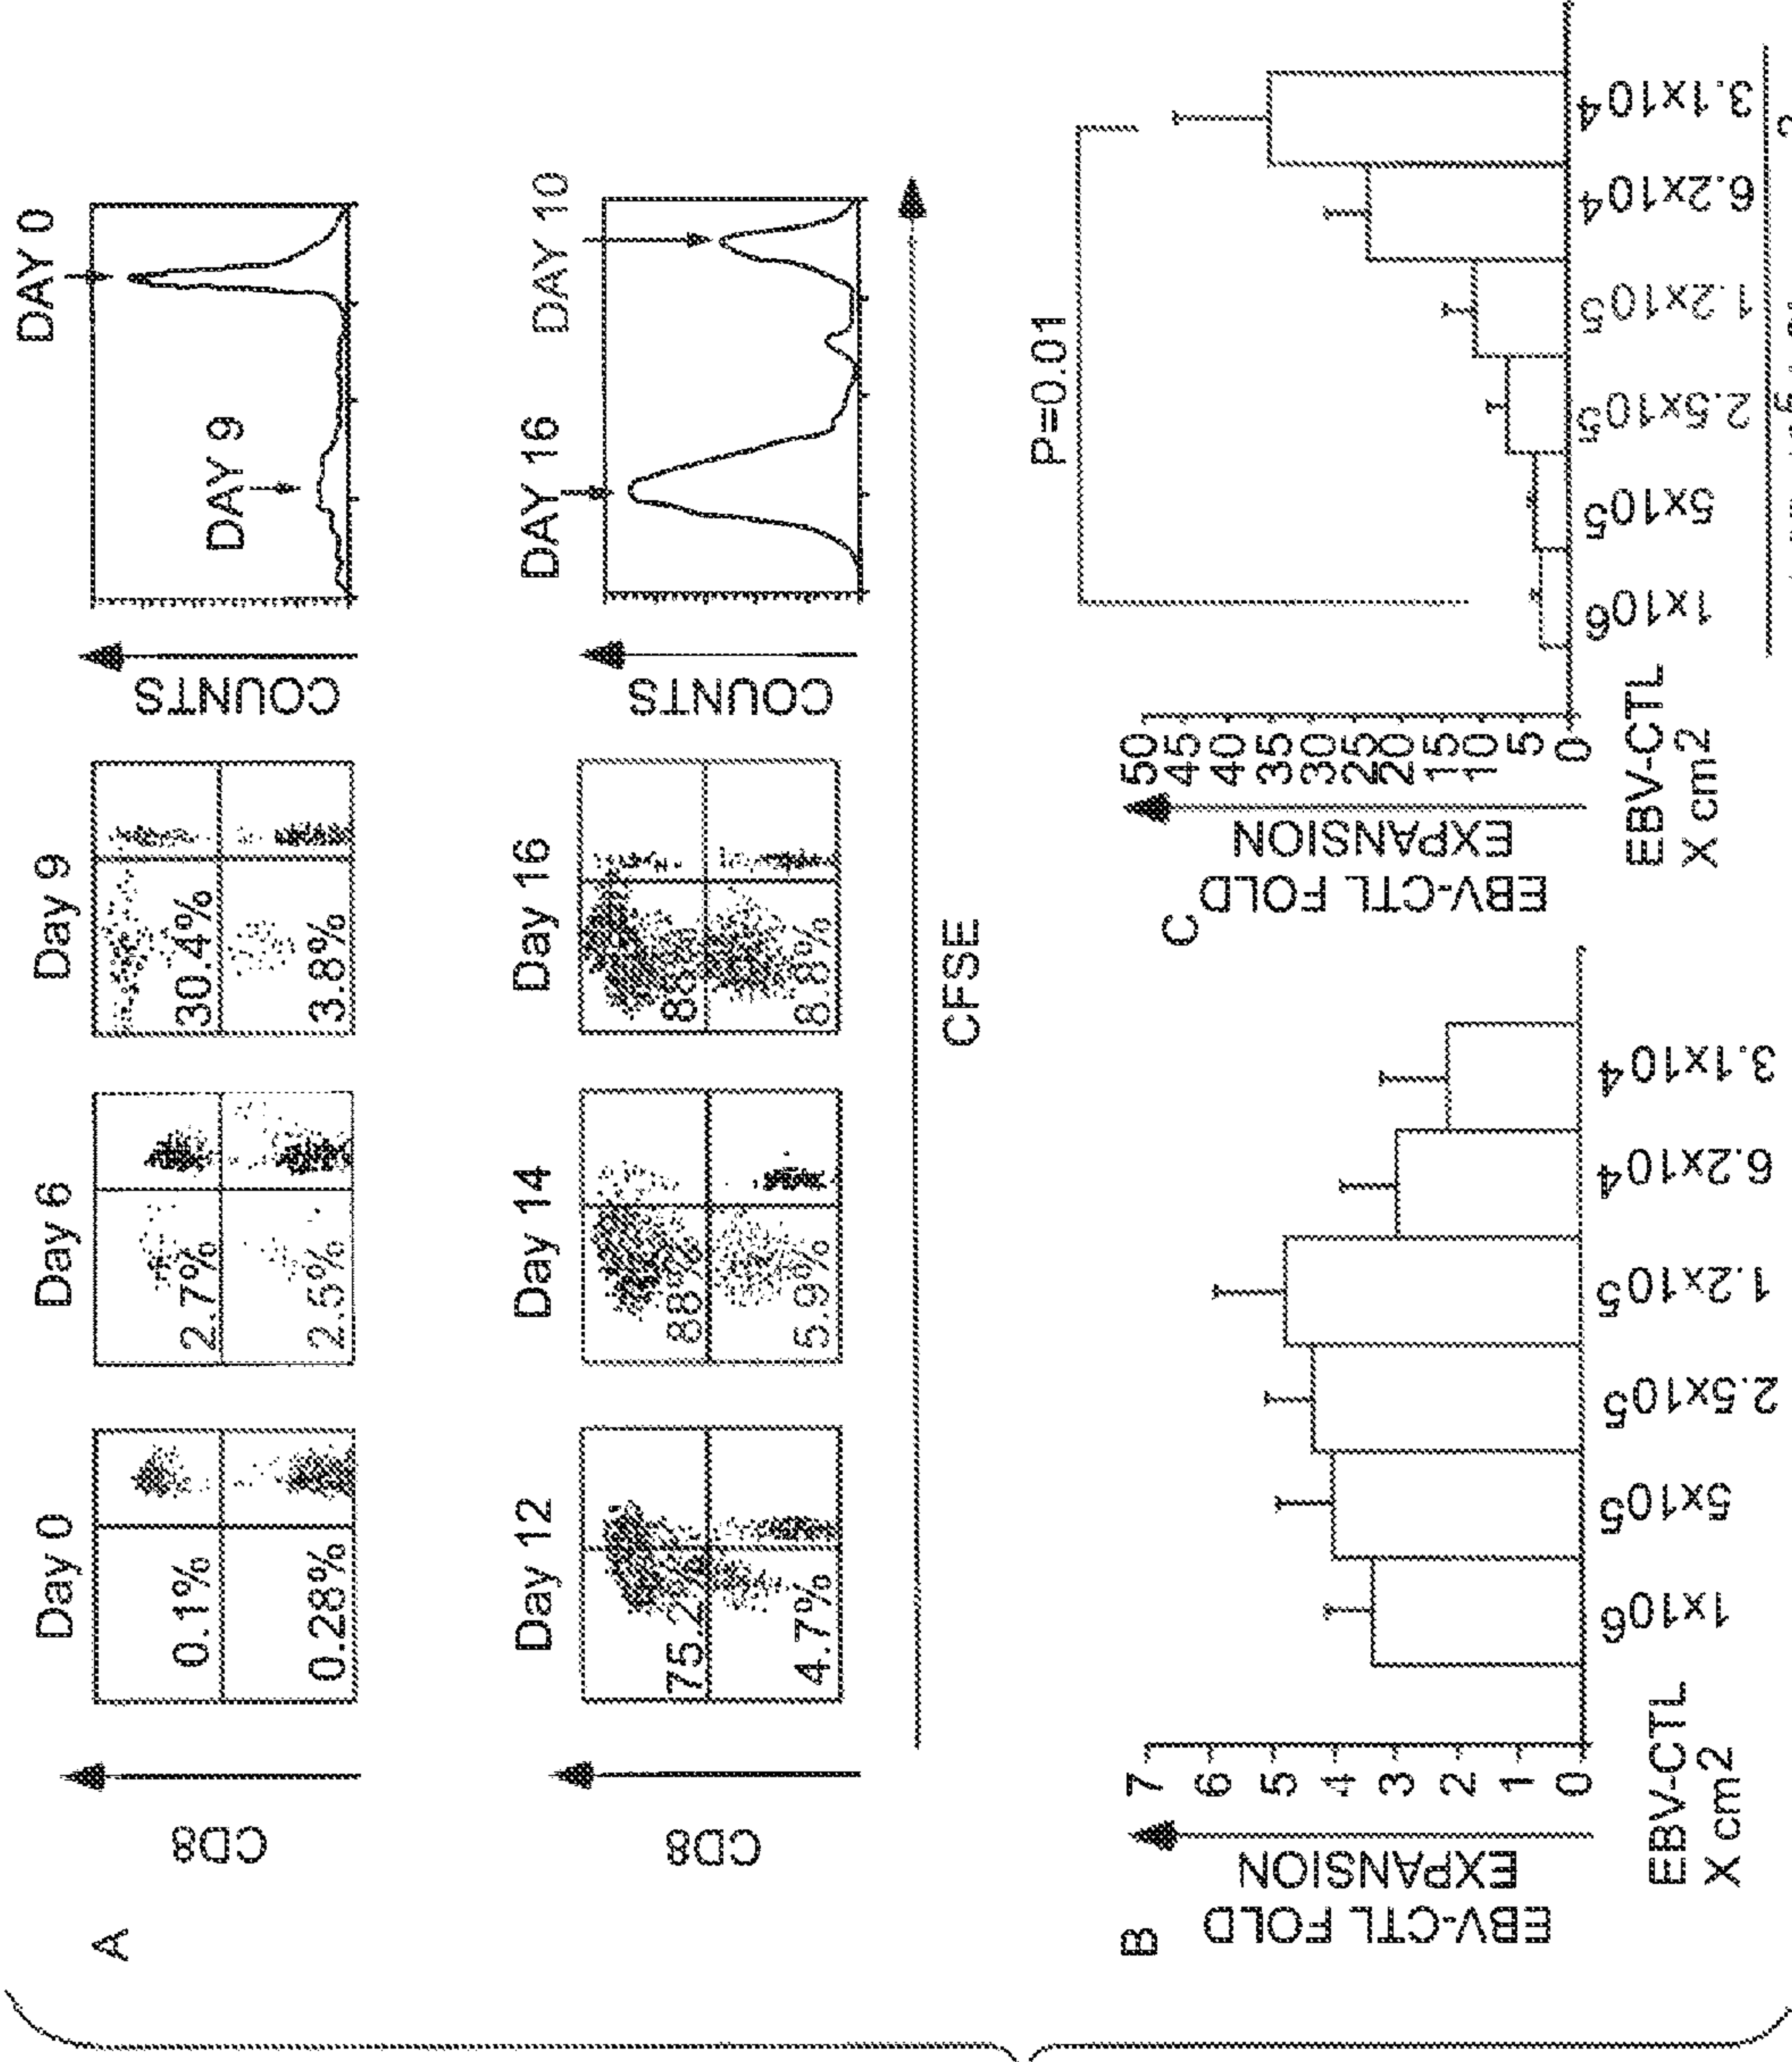 A
CD8
Day 0
0.1%
0.28%
Day 6
2.7%
2.5%
Day 9
30.4%
3.8%
COUNTS
DAY 9
DAY 0
CD8
Day 12
75.2%
4.7%
Day 14
88%
5.9%
Day 16
8.8%
COUNTS
DAY 16
DAY 10
CFSE
B
EBV-CTL FOLD
EXPANSION
7
6
5
4
3
2
1
0
EBV-CTL
X cm2
1x106
5x105
2.5x105
1.2x105
6.2x104
3.1x104
C
EBV-CTL FOLD
EXPANSION
50
45
40
35
30
25
20
15
10
5
0
P=0.01
EBV-CTL
X cm2
1x106
5x105
2.5x105
1.2x105
6.2x104
3.1x104